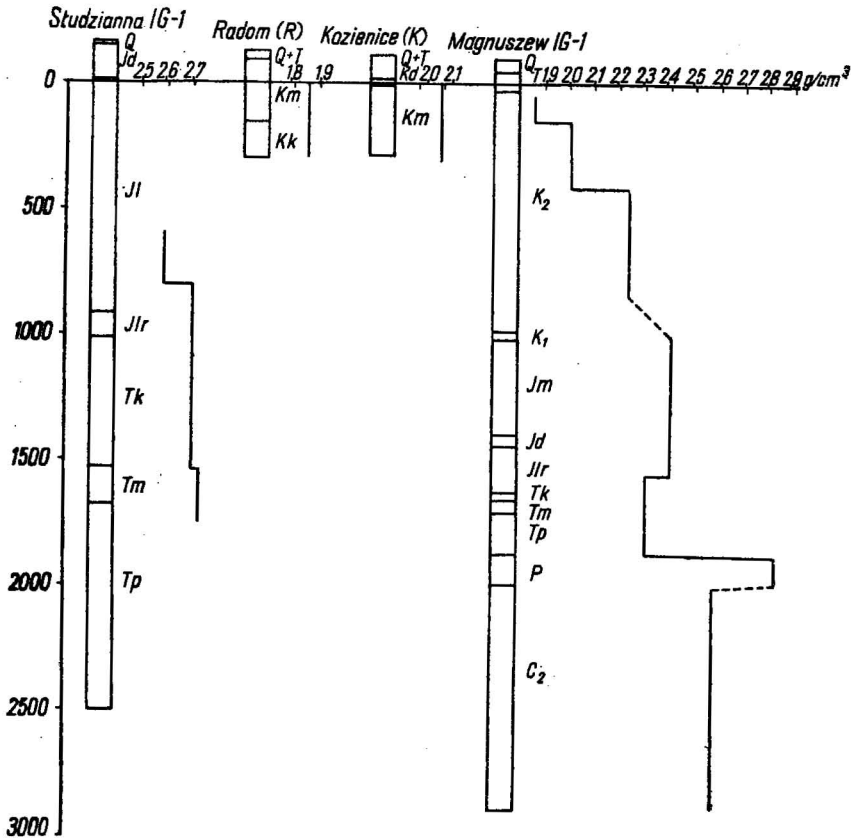 Studzianna IG-1
Radom (R)
Kozienice (K)
Magnuszew IG-1
Q
Jd
2,5 2,6 2,7
Q+T
1,8 1,9
Km
Kk
Q+T
Rd 2,0 2,1
Km
Q
T 1,9 2,0 2,1 2,2 2,3 2,4 2,5 2,6 2,7 2,8 2,9 g/cm³
0
500
1000
1500
2000
2500
3000
Jl
Jlr
Tk
Tm
Tp
K₂
K₁
Jm
Jd
Jlr
Tk
Tm
Tp
P
C₂